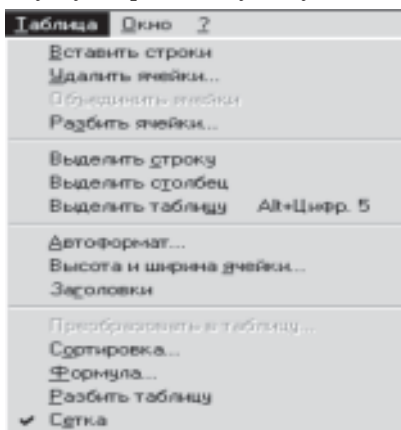 Таблица Окно ?
Вставить строки
Удалить ячейки...
Объединить ячейки
Разбить ячейки...
Выделить строку
Выделить столбец
Выделить таблицу Alt+Цифр. 5
Автоформат...
Высота и ширина ячейки...
Заголовки
Преобразовать в таблицу...
Сортировка...
Формула...
Разбить таблицу
Сетка